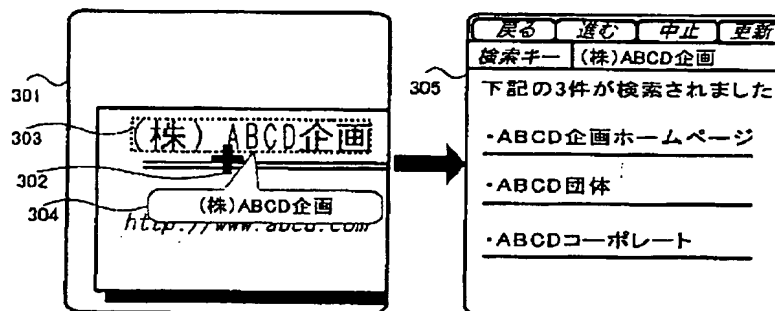 301
303
302
304
(株) ABCD企画
(株)ABCD企画
http://www.abcd.com
305
戻る 進む 中止 更新
検索キー (株)ABCD企画
下記の3件が検索されました
・ABCD企画ホームページ
・ABCD団体
・ABCDコーポレート